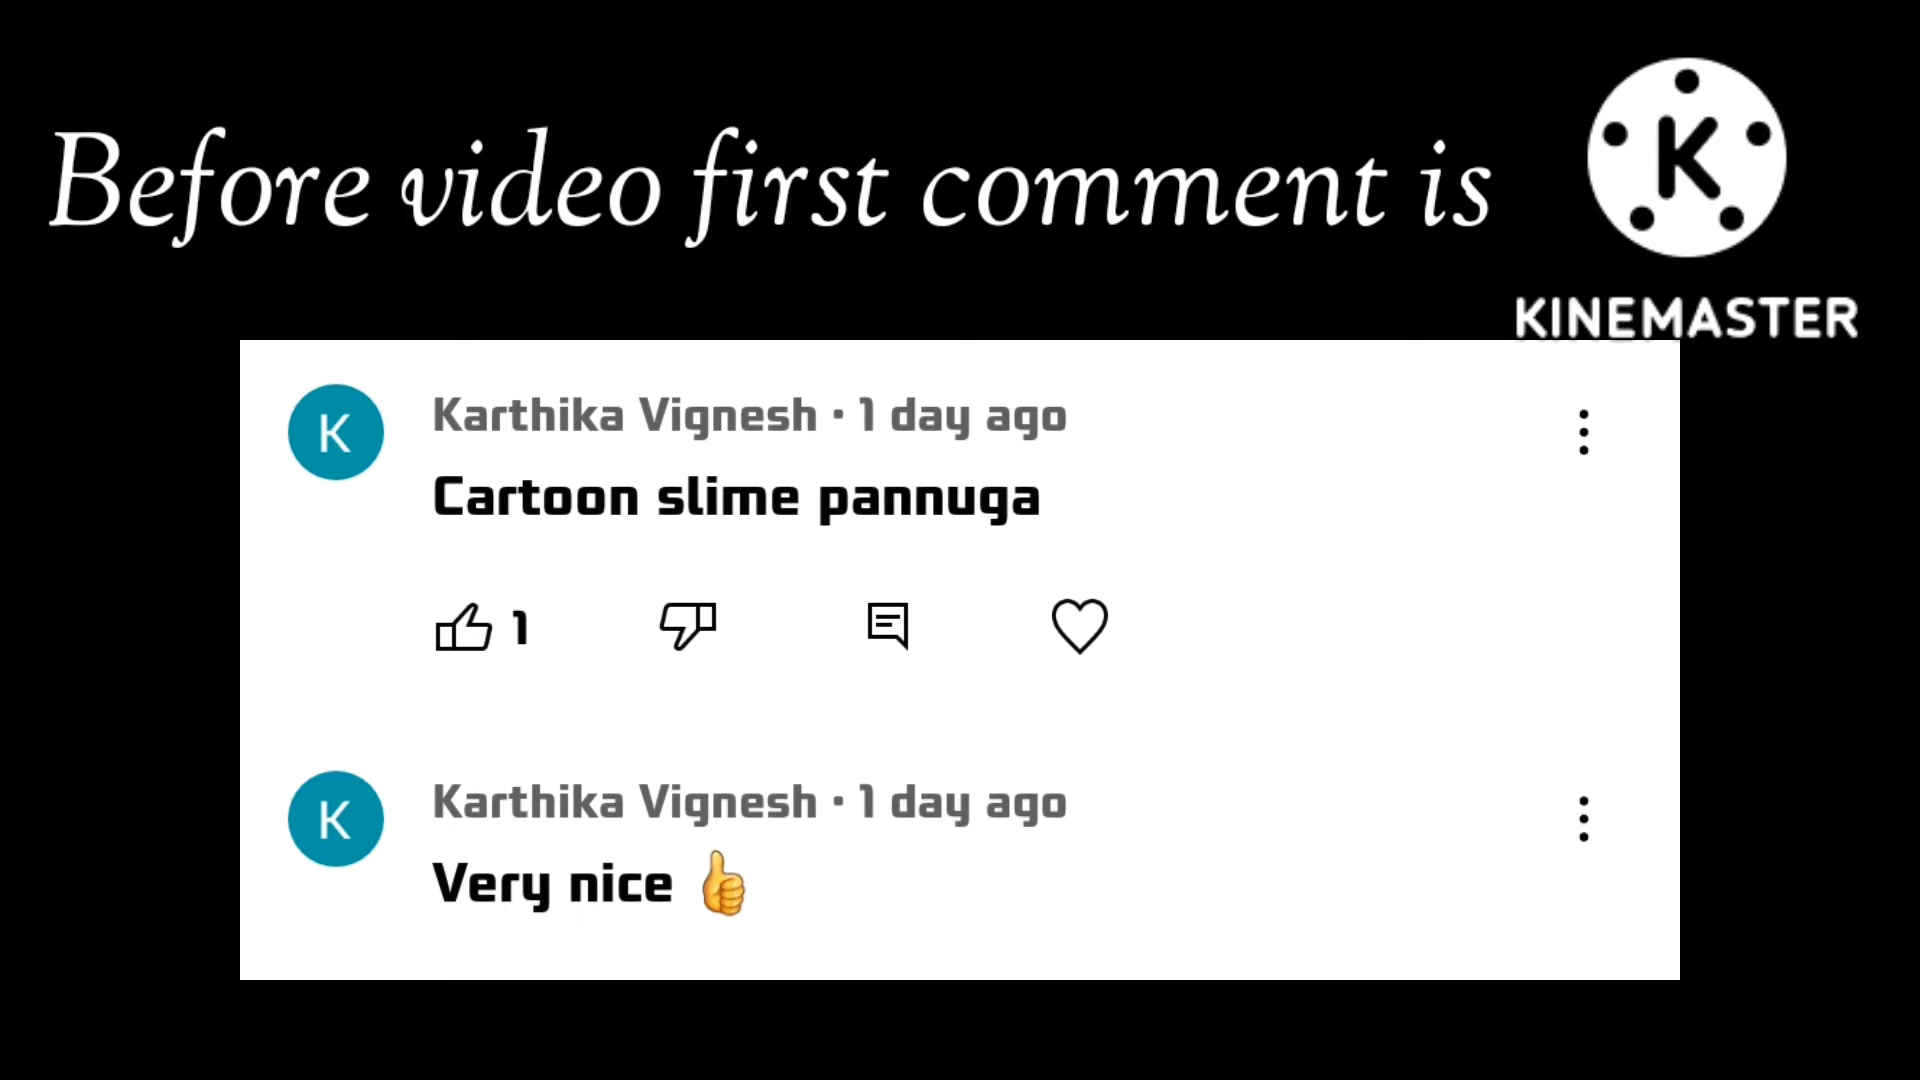 Before video first comment is
K
KINEMASTER
K
Karthika Vignesh · 1 day ago
Cartoon slime pannuga
1
K
Karthika Vignesh · 1 day ago
Very nice 👍